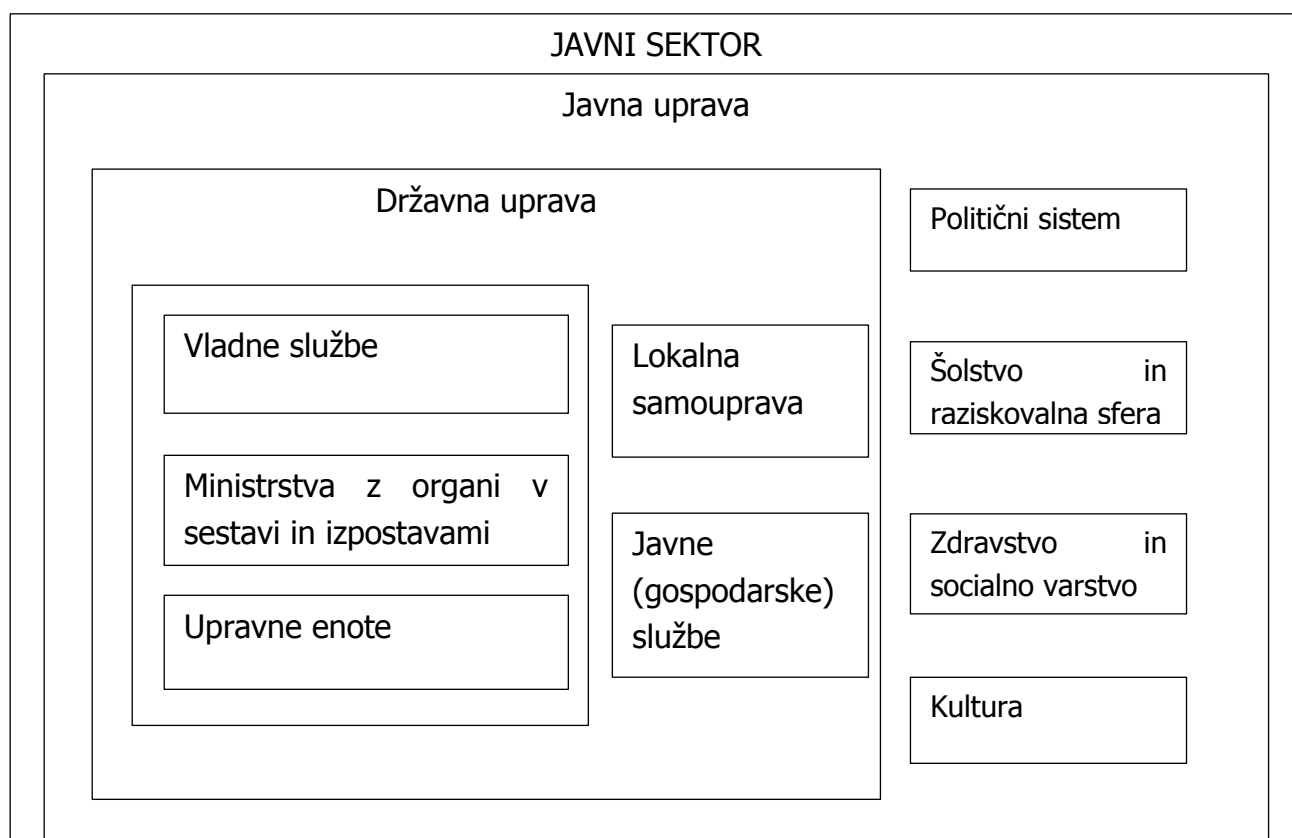 JAVNI SEKTOR
Javna uprava
Državna uprava
Vladne službe
Ministrstva z organi v
sestavi in izpostavami
Upravne enote
Lokalna
samouprava
Javne
(gospodarske)
službe
Politični sistem
Šolstvo in
raziskovalna sfera
Zdravstvo in
socialno varstvo
Kultura